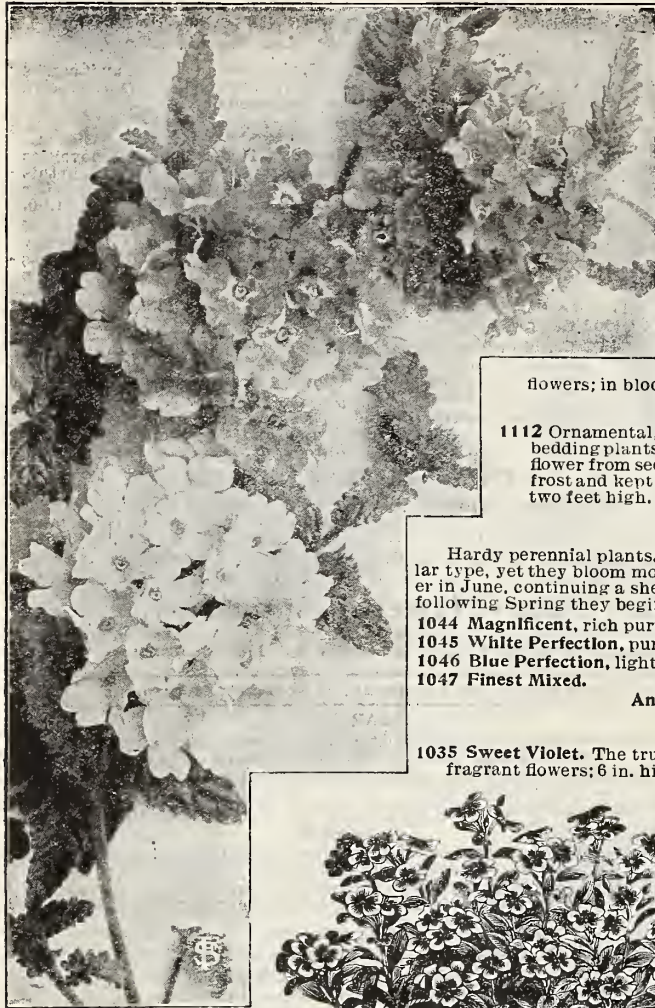 flowers; in bloo
1112 Ornamental,
bedding plants
flower from see
frost and kept
two feet high.
Hardy perennial plants.
lar type, yet they bloom mo
er in June, continuing a she
following Spring they begin
1044 Magnificent, rich pur
1045 White Perfection, pur
1046 Blue Perfection, light
1047 Finest Mixed.
An
1035 Sweet Violet. The tru
fragrant flowers; 6 in. hi